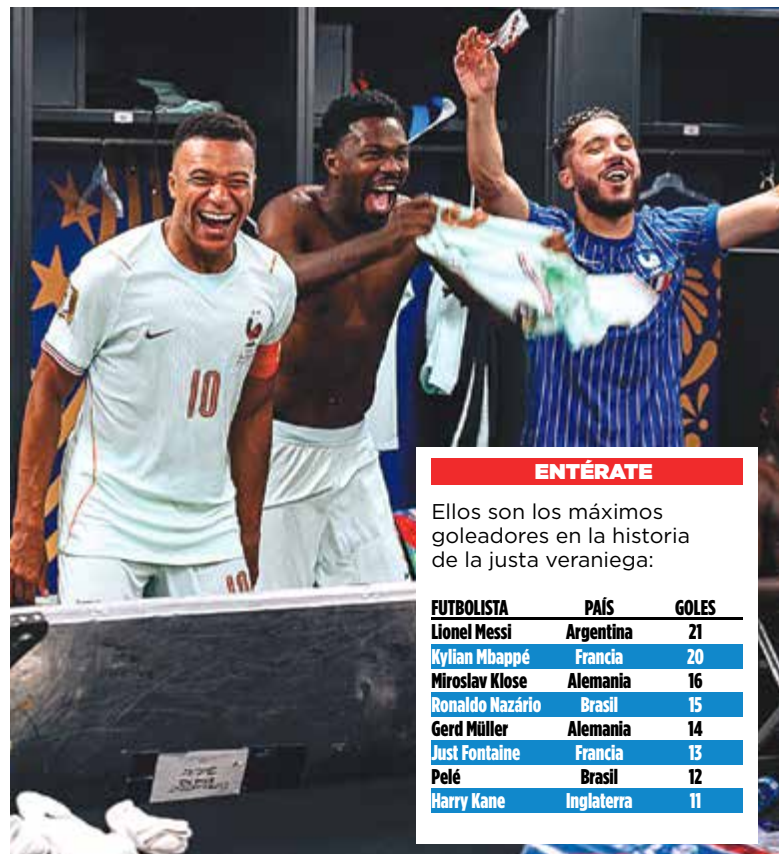 10
10
ENTÉRATE
Ellos son los máximos
goleadores en la historia
de la justa veraniega:
FUTBOLISTA PAÍS GOLES
Lionel Messi Argentina 21
Kylian Mbappé Francia 20
Miroslav Klose Alemania 16
Ronaldo Nazário Brasil 15
Gerd Müller Alemania 14
Just Fontaine Francia 13
Pelé Brasil 12
Harry Kane Inglaterra 11